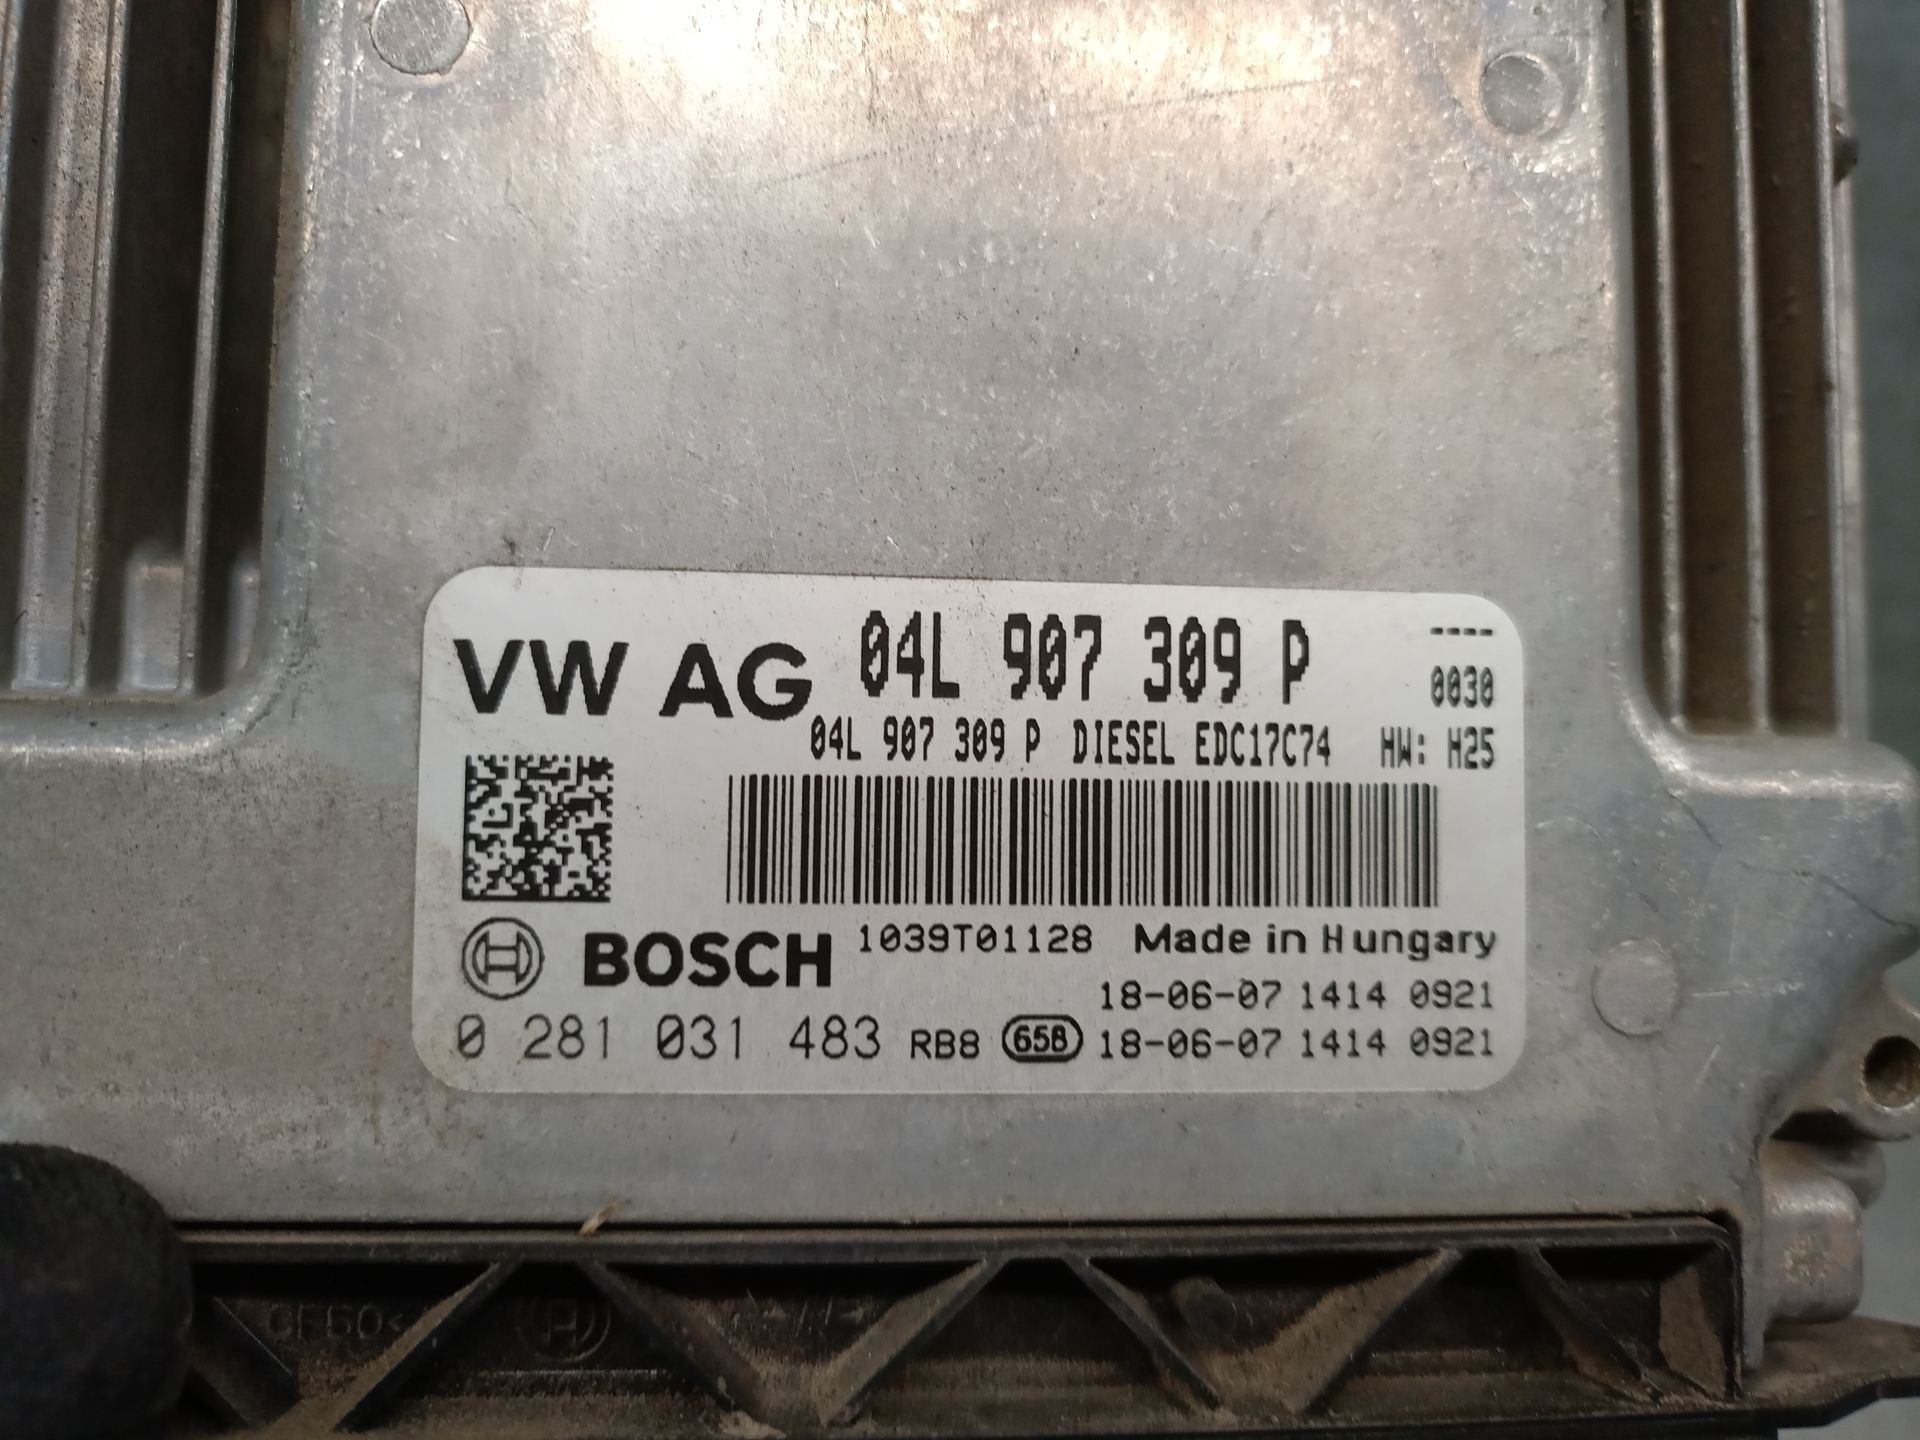 VW AG 04L 907 309 P ----
0030
04L 907 309 P DIESEL EDC17C74 HW: H25
BOSCH 1039T01128 Made in Hungary
18-06-07 1414 0921
0 281 031 483 RB8 658 18-06-07 1414 0921
GF50<